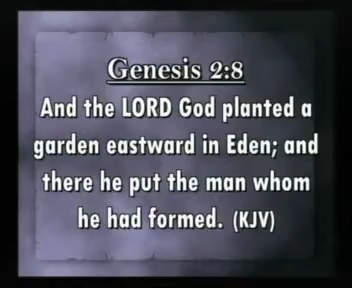 Genesis 2:8
And the LORD God planted a
garden eastward in Eden; and
there he put the man whom
he had formed. (KJV)